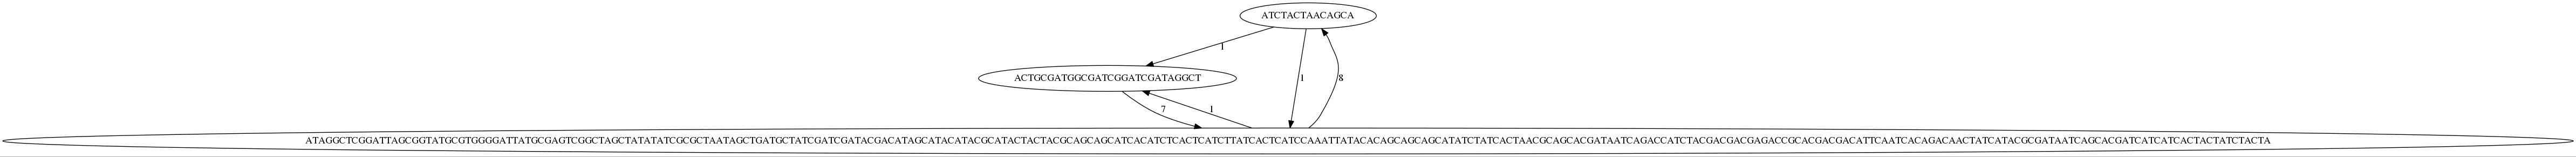 ATCTACTAACAGCA
1
ACTGCGATGGCGATCGGATCGATAGGCT
1
8
7
1
ATAGGCTCGGATTAGCGGTATGCGTGGGGATTATGCGAGTCGGCTAGCTATATATCGCGCTAATAGCTGATGCTATCGATCGATACGACATAGCATACATACGCATACTACTACGCAGCAGCATCACATCTCACTCATCTTATCACTCATCCAAATTATACACAGCAGCAGCATATCTATCACTAACGCAGCACGATAATCAGACCATCTACGACGACGAGACCGCACGACGACATTCAATCACAGACAACTATCATACGCGATAATCAGCACGATCATCATCACTACTATCTACTA